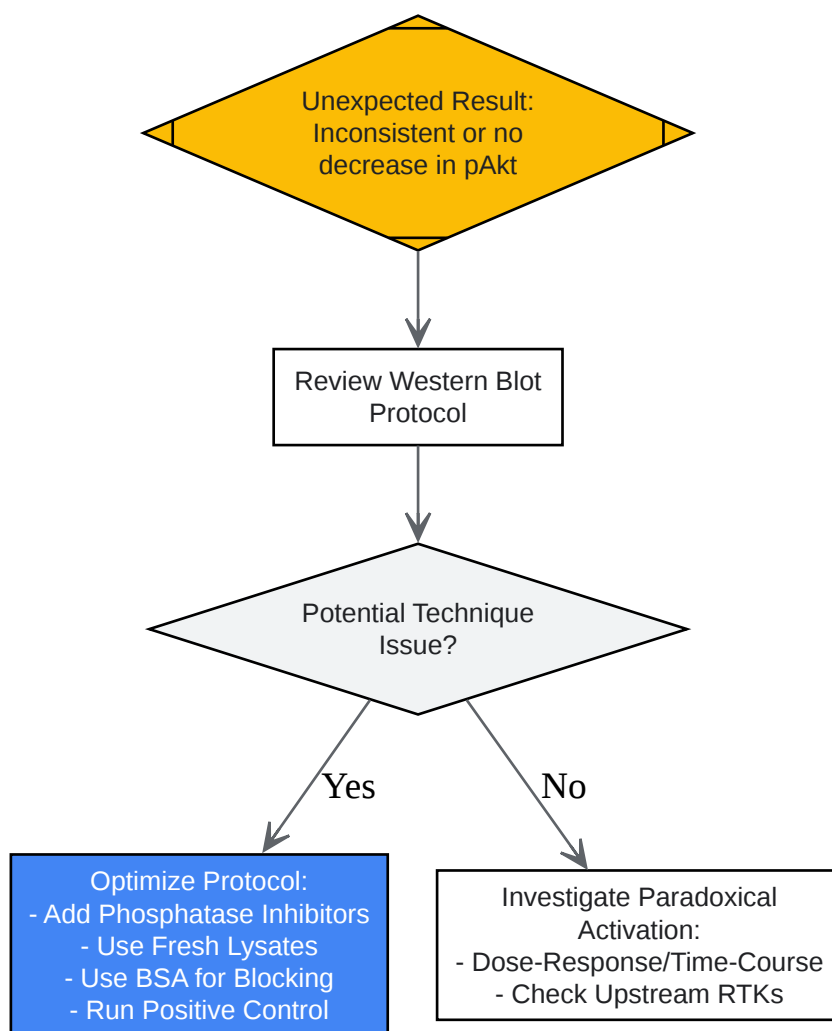 Unexpected Result:
Inconsistent or no
decrease in pAkt
Review Western Blot
Protocol
Potential Technique
Issue?
Yes
No
Optimize Protocol:
- Add Phosphatase Inhibitors
- Use Fresh Lysates
- Use BSA for Blocking
- Run Positive Control
Investigate Paradoxical
Activation:
- Dose-Response/Time-Course
- Check Upstream RTKs